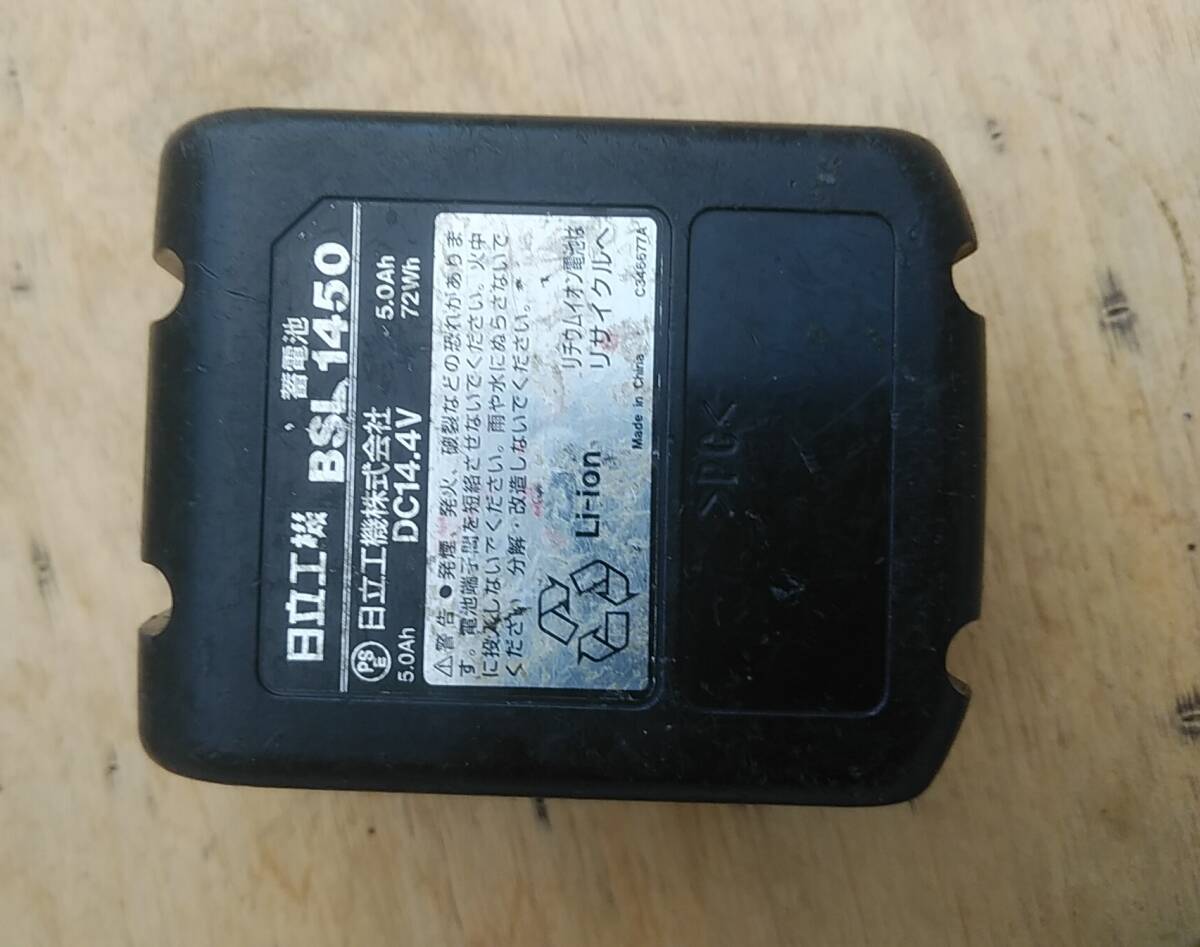 蓄電池
日立工機 BSL 1450
PS E 日立工機株式会社
5.0Ah DC14.4V 5.0Ah
72Wh
⚠警告 ●発煙、発火、破裂などの恐れがありま
す。電池端子間を短絡させないでください。火中
に投入しないでください。雨や水にぬらさないで
ください。分解・改造しないでください。
Li-ion
リチウムイオン電池は
リサイクルへ
Made in China
C346677A
>PC<